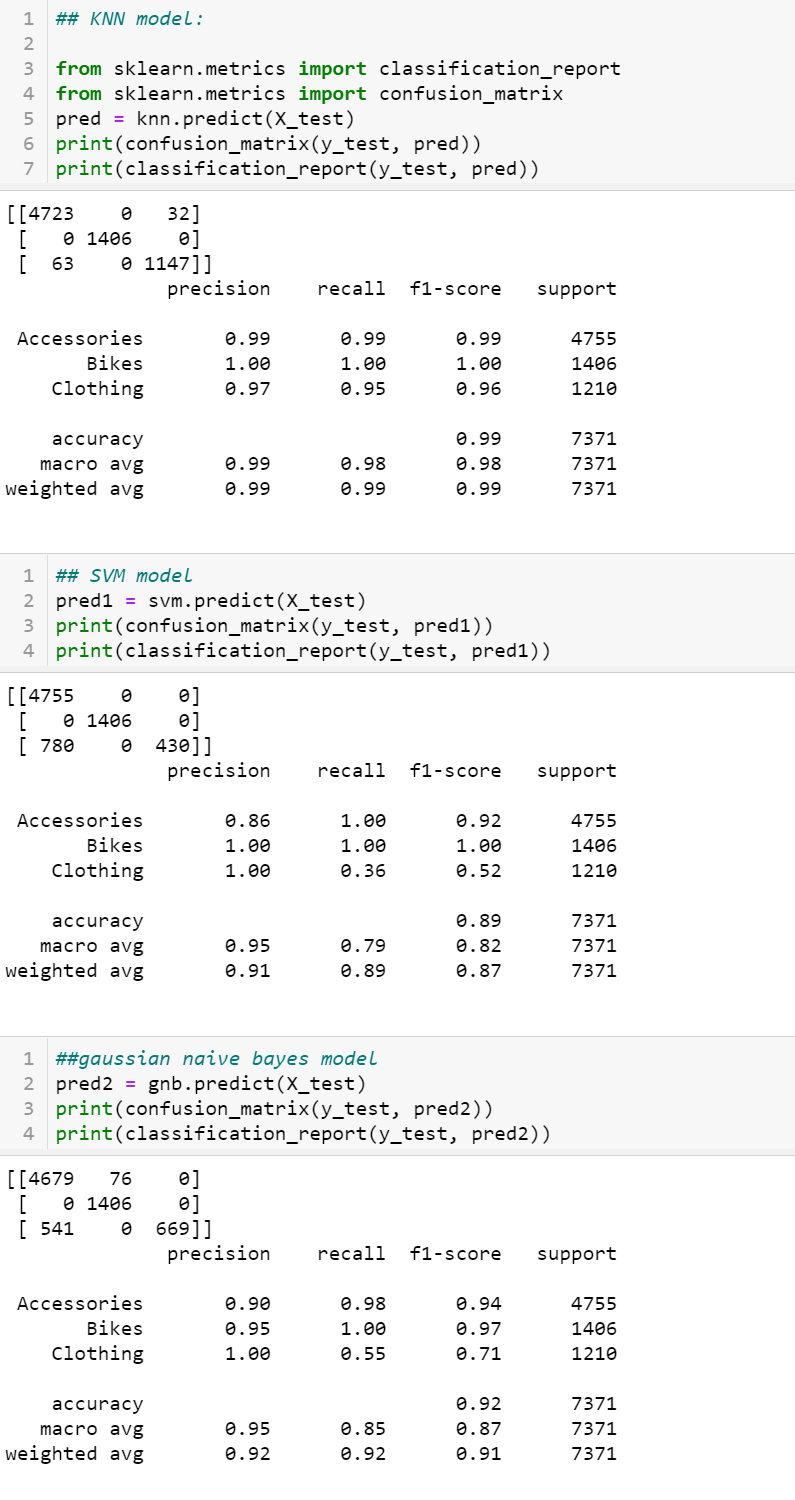 1 ## KNN model:
2
3 from sklearn.metrics import classification_report
4 from sklearn.metrics import confusion_matrix
5 pred = knn.predict(X_test)
6 print(confusion_matrix(y_test, pred))
7 print(classification_report(y_test, pred))
[[4723    0   32]
 [   0 1406    0]
 [  63    0 1147]]
              precision    recall  f1-score   support

 Accessories       0.99      0.99      0.99      4755
       Bikes       1.00      1.00      1.00      1406
    Clothing       0.97      0.95      0.96      1210

    accuracy                           0.99      7371
   macro avg       0.99      0.98      0.98      7371
weighted avg       0.99      0.99      0.99      7371

1 ## SVM model
2 pred1 = svm.predict(X_test)
3 print(confusion_matrix(y_test, pred1))
4 print(classification_report(y_test, pred1))
[[4755    0    0]
 [   0 1406    0]
 [ 780    0  430]]
              precision    recall  f1-score   support

 Accessories       0.86      1.00      0.92      4755
       Bikes       1.00      1.00      1.00      1406
    Clothing       1.00      0.36      0.52      1210

    accuracy                           0.89      7371
   macro avg       0.95      0.79      0.82      7371
weighted avg       0.91      0.89      0.87      7371

1 ##gaussian naive bayes model
2 pred2 = gnb.predict(X_test)
3 print(confusion_matrix(y_test, pred2))
4 print(classification_report(y_test, pred2))
[[4679   76    0]
 [   0 1406    0]
 [ 541    0  669]]
              precision    recall  f1-score   support

 Accessories       0.90      0.98      0.94      4755
       Bikes       0.95      1.00      0.97      1406
    Clothing       1.00      0.55      0.71      1210

    accuracy                           0.92      7371
   macro avg       0.95      0.85      0.87      7371
weighted avg       0.92      0.92      0.91      7371